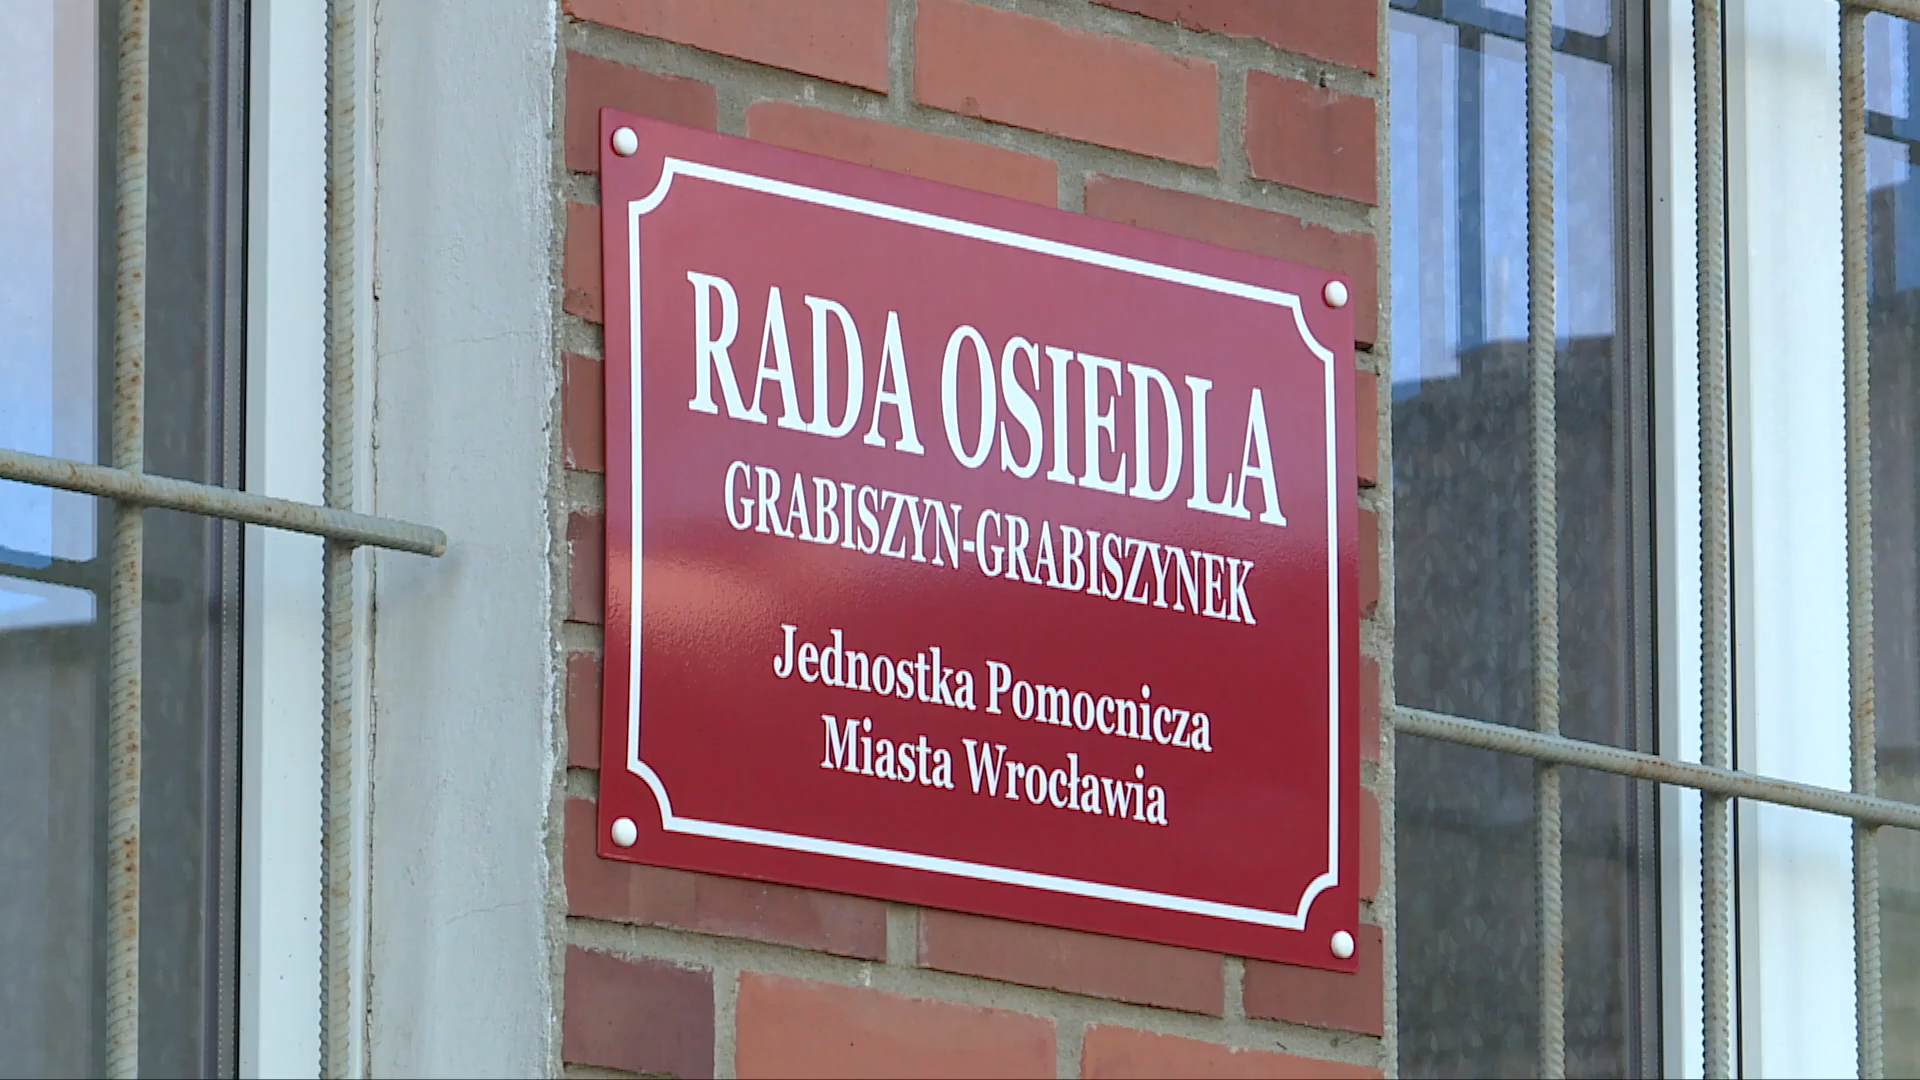 RADA OSIEDLA
GRABISZYN-GRABISZYNEK
Jednostka Pomocnicza
Miasta Wrocławia